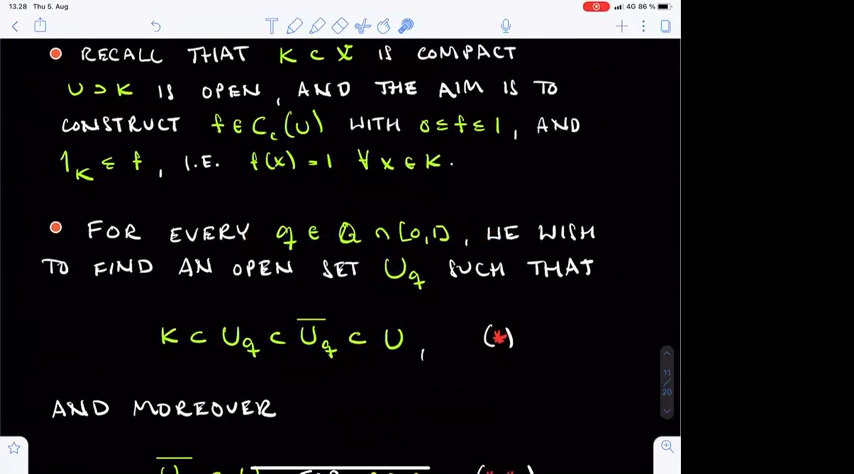 13.28 Thu 5. Aug
4G 86 %
RECALL THAT K ⊂ X IS COMPACT
U ⊃ K IS OPEN, AND THE AIM IS TO
CONSTRUCT f ∈ C_c(U) WITH 0 ≤ f ≤ 1, AND
1_K ≤ f, I.E. f(x) = 1 ∀ x ∈ K.
FOR EVERY q ∈ Q ∩ [0,1], WE WISH
TO FIND AN OPEN SET U_q SUCH THAT
K ⊂ U_q ⊂ \overline{U_q} ⊂ U, (*)
AND MOREOVER
11
/
20